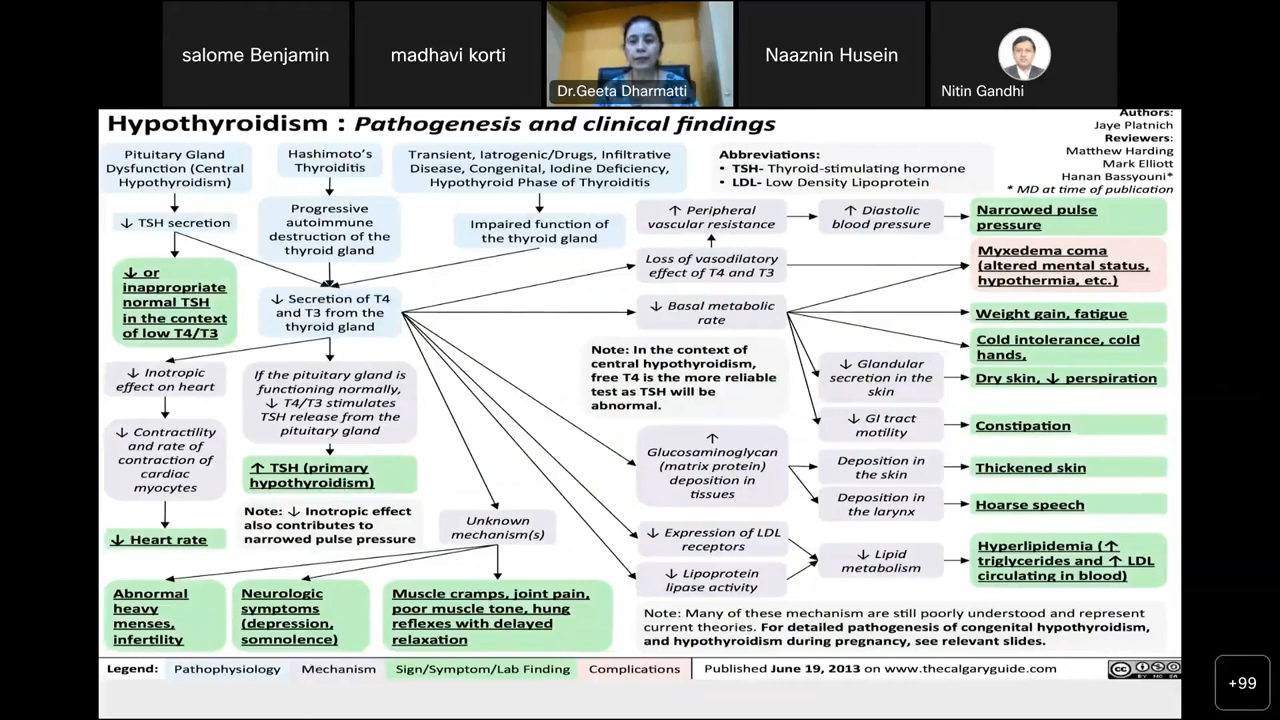 salome Benjamin
madhavi korti
Dr.Geeta Dharmatti
Naaznin Husein
Nitin Gandhi
Hypothyroidism : Pathogenesis and clinical findings
Authors:
Jaye Platnich
Reviewers:
Matthew Harding
Mark Elliott
Hanan Bassyouni*
* MD at time of publication
Pituitary Gland
Dysfunction (Central
Hypothyroidism)
Hashimoto's
Thyroiditis
Transient, Iatrogenic/Drugs, Infiltrative
Disease, Congenital, Iodine Deficiency,
Hypothyroid Phase of Thyroiditis
Abbreviations:
• TSH- Thyroid-stimulating hormone
• LDL- Low Density Lipoprotein
↓ TSH secretion
Progressive
autoimmune
destruction of the
thyroid gland
Impaired function of
the thyroid gland
↑ Peripheral
vascular resistance
↑ Diastolic
blood pressure
Narrowed pulse
pressure
↓ or
inappropriate
normal TSH
in the context
of low T4/T3
↓ Secretion of T4
and T3 from the
thyroid gland
Loss of vasodilatory
effect of T4 and T3
Myxedema coma
(altered mental status,
hypothermia, etc.)
↓ Basal metabolic
rate
Weight gain, fatigue
Cold intolerance, cold
hands,
Note: In the context of
central hypothyroidism,
free T4 is the more reliable
test as TSH will be
abnormal.
↓ Glandular
secretion in the
skin
Dry skin, ↓ perspiration
↓ GI tract
motility
Constipation
↓ Inotropic
effect on heart
If the pituitary gland is
functioning normally,
↓ T4/T3 stimulates
TSH release from the
pituitary gland
↓ Contractility
and rate of
contraction of
cardiac
myocytes
↑ TSH (primary
hypothyroidism)
↑
Glucosaminoglycan
(matrix protein)
deposition in
tissues
Deposition in
the skin
Thickened skin
Deposition in
the larynx
Hoarse speech
Note: ↓ Inotropic effect
also contributes to
narrowed pulse pressure
↓ Heart rate
Unknown
mechanism(s)
↓ Expression of LDL
receptors
↓ Lipoprotein
lipase activity
↓ Lipid
metabolism
Hyperlipidemia (↑
triglycerides and ↑ LDL
circulating in blood)
Abnormal
heavy
menses,
infertility
Neurologic
symptoms
(depression,
somnolence)
Muscle cramps, joint pain,
poor muscle tone, hung
reflexes with delayed
relaxation
Note: Many of these mechanism are still poorly understood and represent
current theories. For detailed pathogenesis of congenital hypothyroidism,
and hypothyroidism during pregnancy, see relevant slides.
Legend: Pathophysiology Mechanism Sign/Symptom/Lab Finding Complications Published June 19, 2013 on www.thecalgaryguide.com
cc
BY NC SA
+99